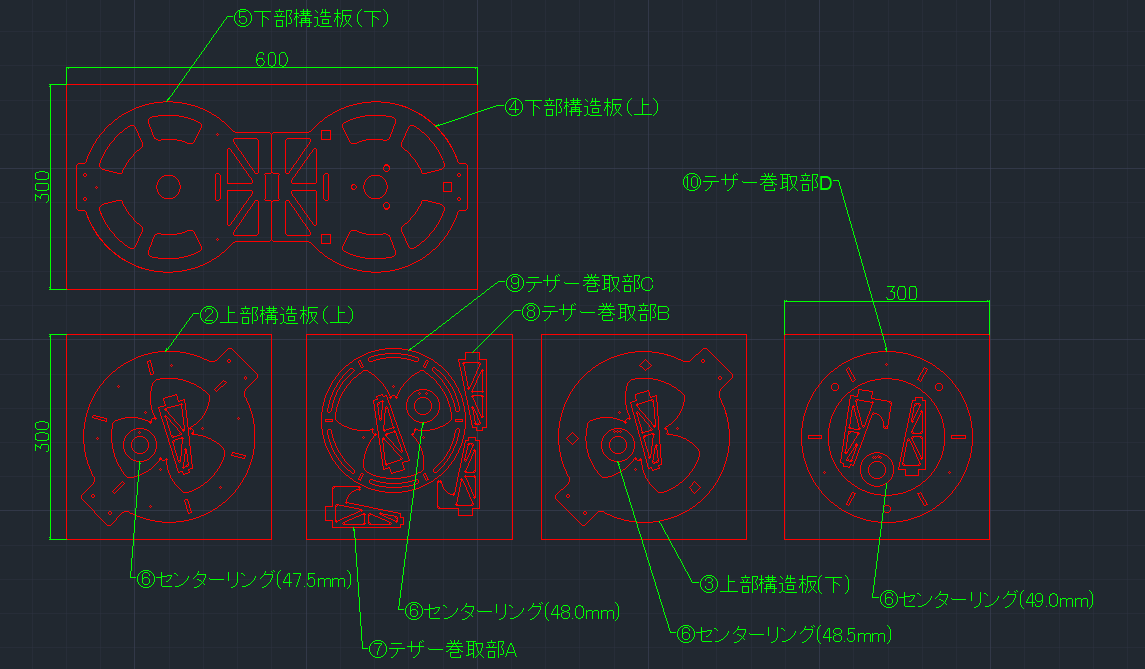 ⑤下部構造板(下)
600
④下部構造板(上)
300
⑩テザー巻取部D
⑨テザー巻取部C
300
②上部構造板(上)
⑧テザー巻取部B
300
⑥センターリング(47.5mm)
③上部構造板(下)
⑥センターリング(49.0mm)
⑥センターリング(48.0mm)
⑥センターリング(48.5mm)
⑦テザー巻取部A